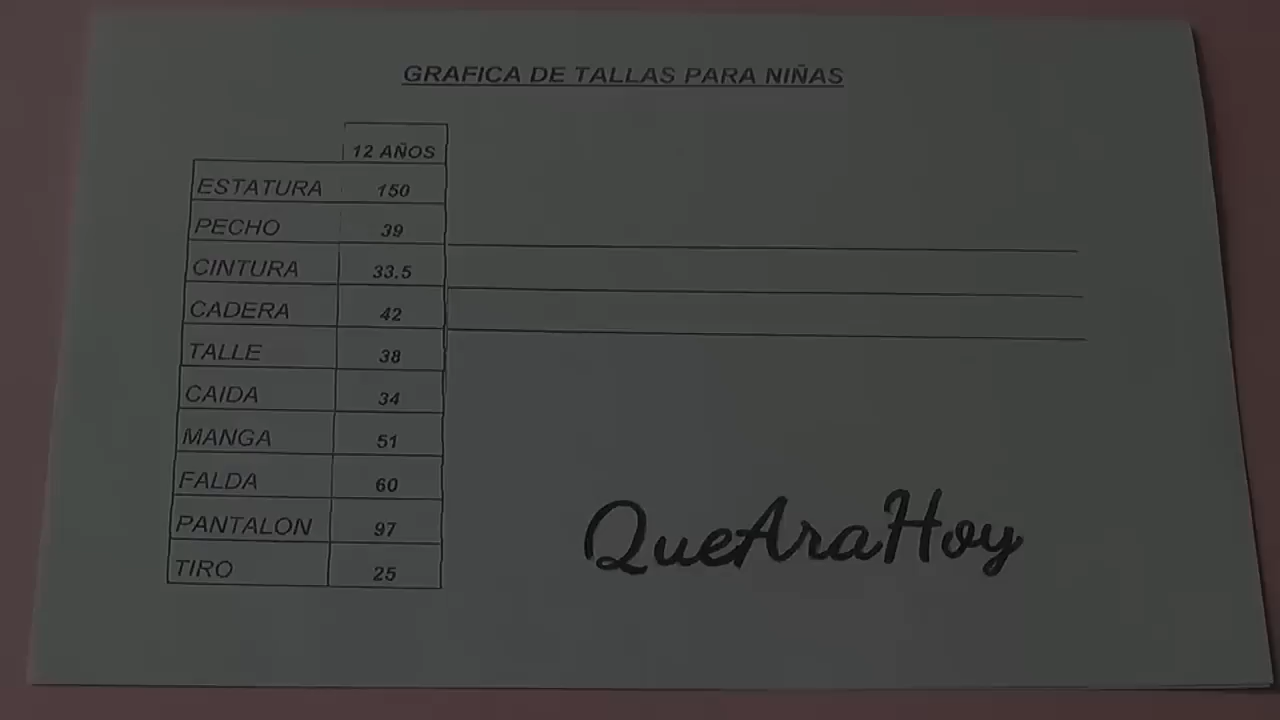 GRAFICA DE TALLAS PARA NIÑAS
12 AÑOS
ESTATURA 150
PECHO 39
CINTURA 33.5
CADERA 42
TALLE 38
CAIDA 34
MANGA 51
FALDA 60
PANTALON 97
TIRO 25
QueAraHoy